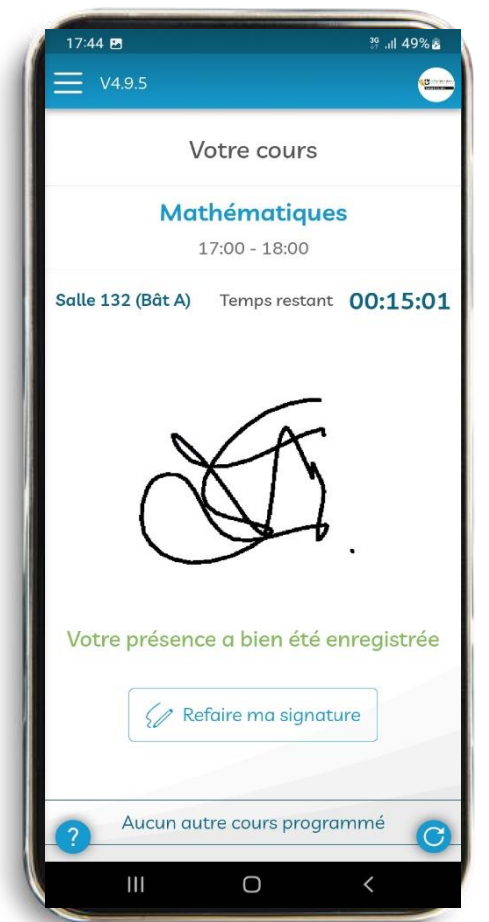 17:44 3G 49%
V4.9.5
Votre cours
Mathématiques
17:00 - 18:00
Salle 132 (Bât A) Temps restant 00:15:01
Votre présence a bien été enregistrée
Refaire ma signature
Aucun autre cours programmé
?